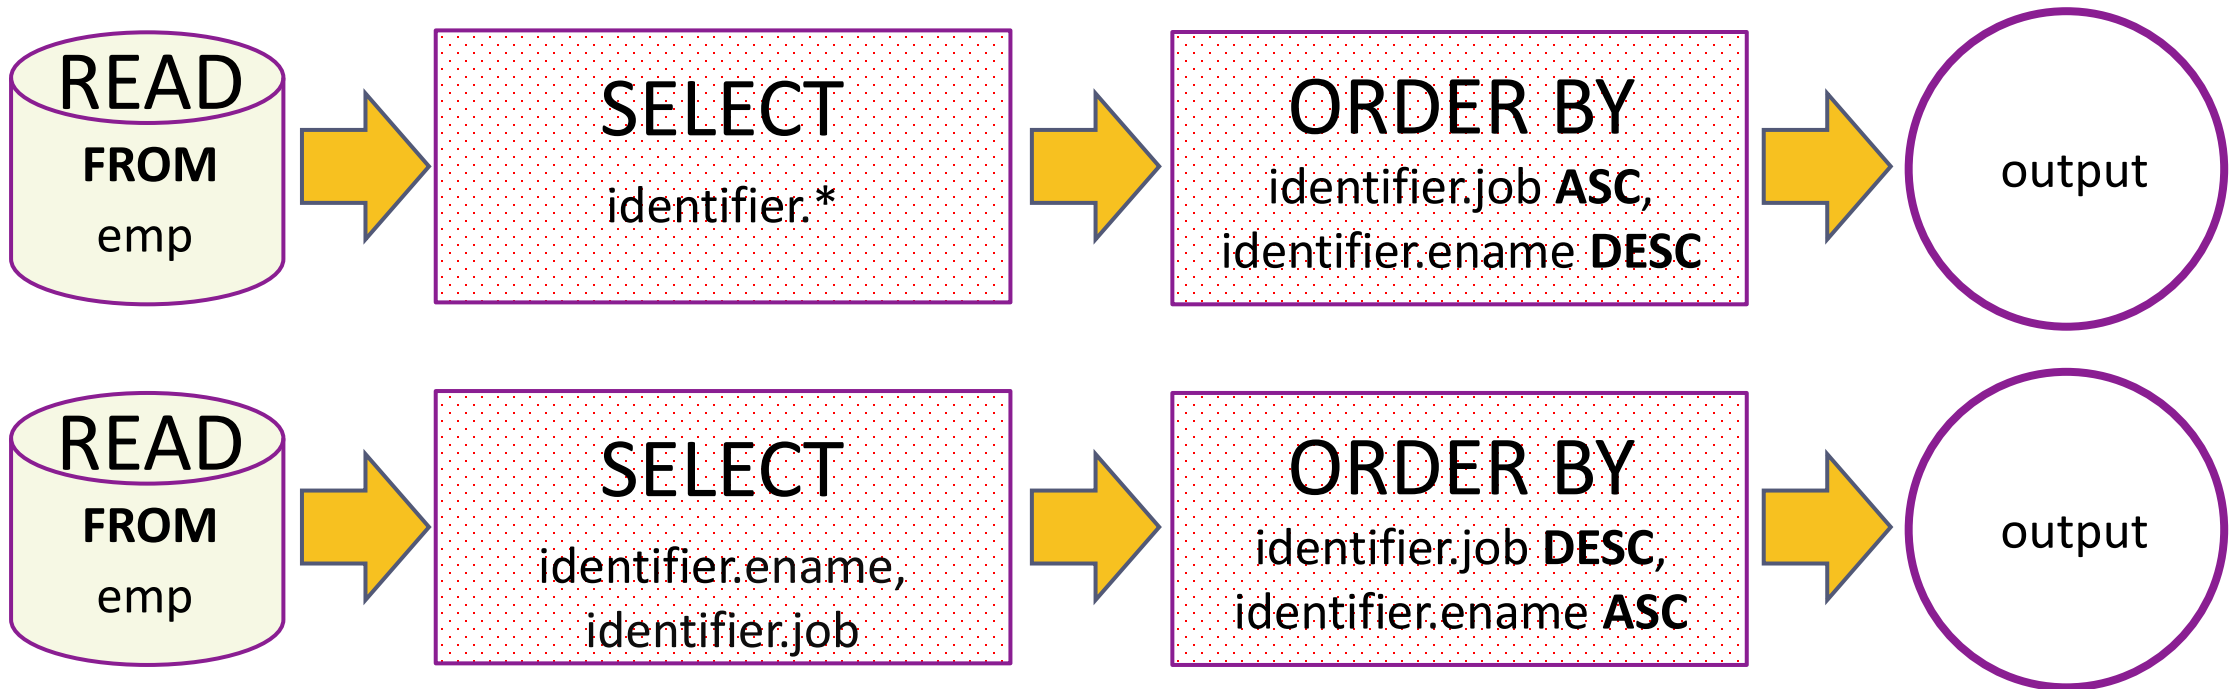 READ
FROM
emp
SELECT
identifier.*
ORDER BY
identifier.job ASC,
identifier.ename DESC
output
READ
FROM
emp
SELECT
identifier.ename,
identifier.job
ORDER BY
identifier.job DESC,
identifier.ename ASC
output